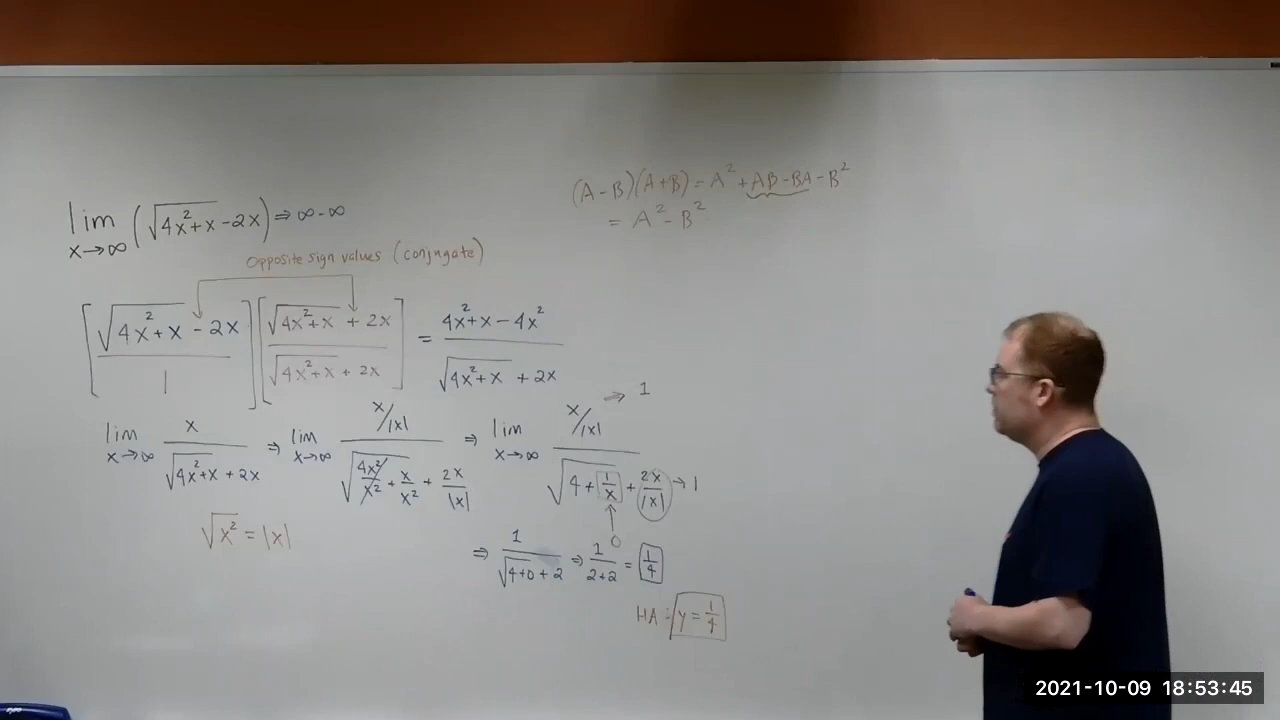 (A-B)(A+B) = A² + AB - BA - B²
= A² - B²
lim x→∞ (√(4x²+x) - 2x) ⇒ ∞-∞
Opposite sign values (conjugate)
[(√(4x²+x) - 2x)/1] [(√(4x²+x) + 2x)/(√(4x²+x) + 2x)] = (4x²+x-4x²)/(√(4x²+x) + 2x)
lim x→∞ x/(√(4x²+x) + 2x) ⇒ lim x→∞ (x/|x|)/(√(4x²/x² + x/x²) + 2x/|x|) ⇒ lim x→∞ (x/|x|)/(√(4 + 1/x) + 2x/|x|) → 1
→ 1
0
√x² = |x|
⇒ 1/(√(4+0) + 2) ⇒ 1/(2+2) = 1/4
HA: y = 1/4
2021-10-09 18:53:45